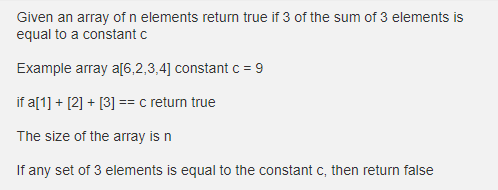 Given an array of n elements return true if 3 of the sum of 3 elements is
equal to a constant c
Example array a[6,2,3,4] constant c = 9
if a[1] + [2] + [3] == c return true
The size of the array is n
If any set of 3 elements is equal to the constant c, then return false